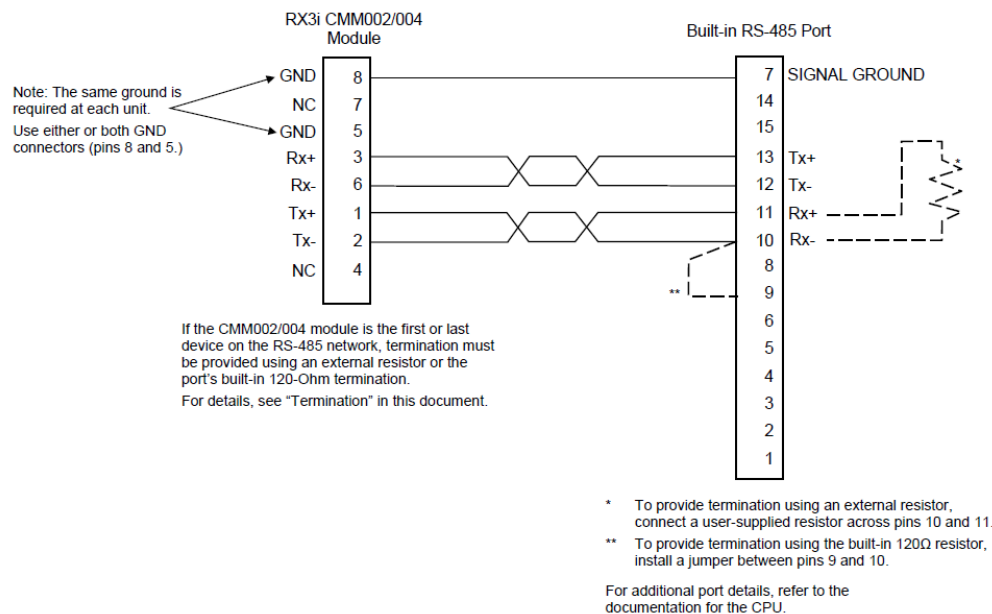 RX3i CMM002/004
Module
Built-in RS-485 Port
Note: The same ground is
required at each unit.
Use either or both GND
connectors (pins 8 and 5.)
GND 8 7 SIGNAL GROUND
NC 7 14
GND 5 15
Rx+ 3 13 Tx+
Rx- 6 12 Tx-
Tx+ 1 11 Rx+
Tx- 2 10 Rx-
NC 4 8
*
** 9
6
5
4
3
2
1
If the CMM002/004 module is the first or last
device on the RS-485 network, termination must
be provided using an external resistor or the
port's built-in 120-Ohm termination.
For details, see “Termination” in this document.
* To provide termination using an external resistor,
connect a user-supplied resistor across pins 10 and 11.
** To provide termination using the built-in 120Ω resistor,
install a jumper between pins 9 and 10.
For additional port details, refer to the
documentation for the CPU.